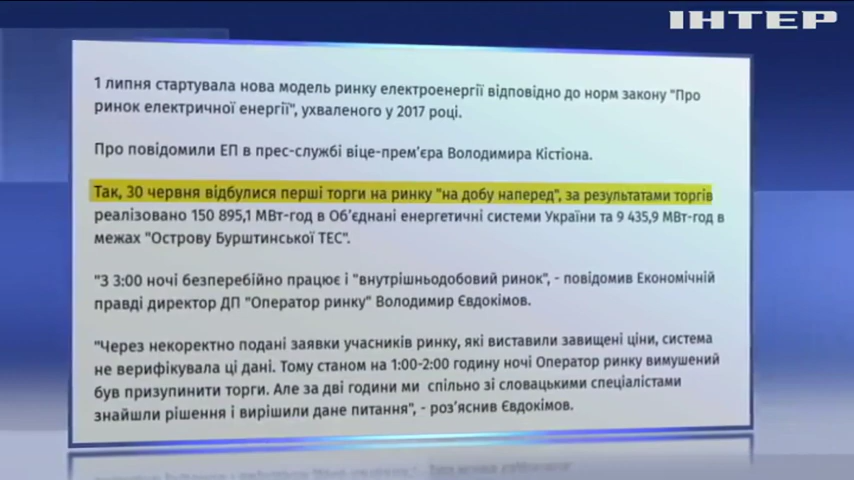 ІНТЕР
1 липня стартувала нова модель ринку електроенергії відповідно до норм закону "Про
ринок електричної енергії", ухваленого у 2017 році.
Про повідомили ЕП в прес-службі віце-прем'єра Володимира Кістіона.
Так, 30 червня відбулися перші торги на ринку "на добу наперед", за результатами торгів
реалізовано 150 895,1 МВт-год в Об'єднані енергетичні системи України та 9 435,9 МВт-год в
межах "Острову Бурштинської ТЕС".
"З 3:00 ночі безперебійно працює і "внутрішньодобовий ринок", - повідомив Економічній
правді директор ДП "Оператор ринку" Володимир Євдокімов.
"Через некоректно подані заявки учасників ринку, які виставили завищені ціни, система
не верифікувала ці дані. Тому станом на 1:00-2:00 годину ночі Оператор ринку вимушений
був призупинити торги. Але за дві години ми спільно зі словацькими спеціалістами
знайшли рішення і вирішили дане питання", - роз'яснив Євдокімов.